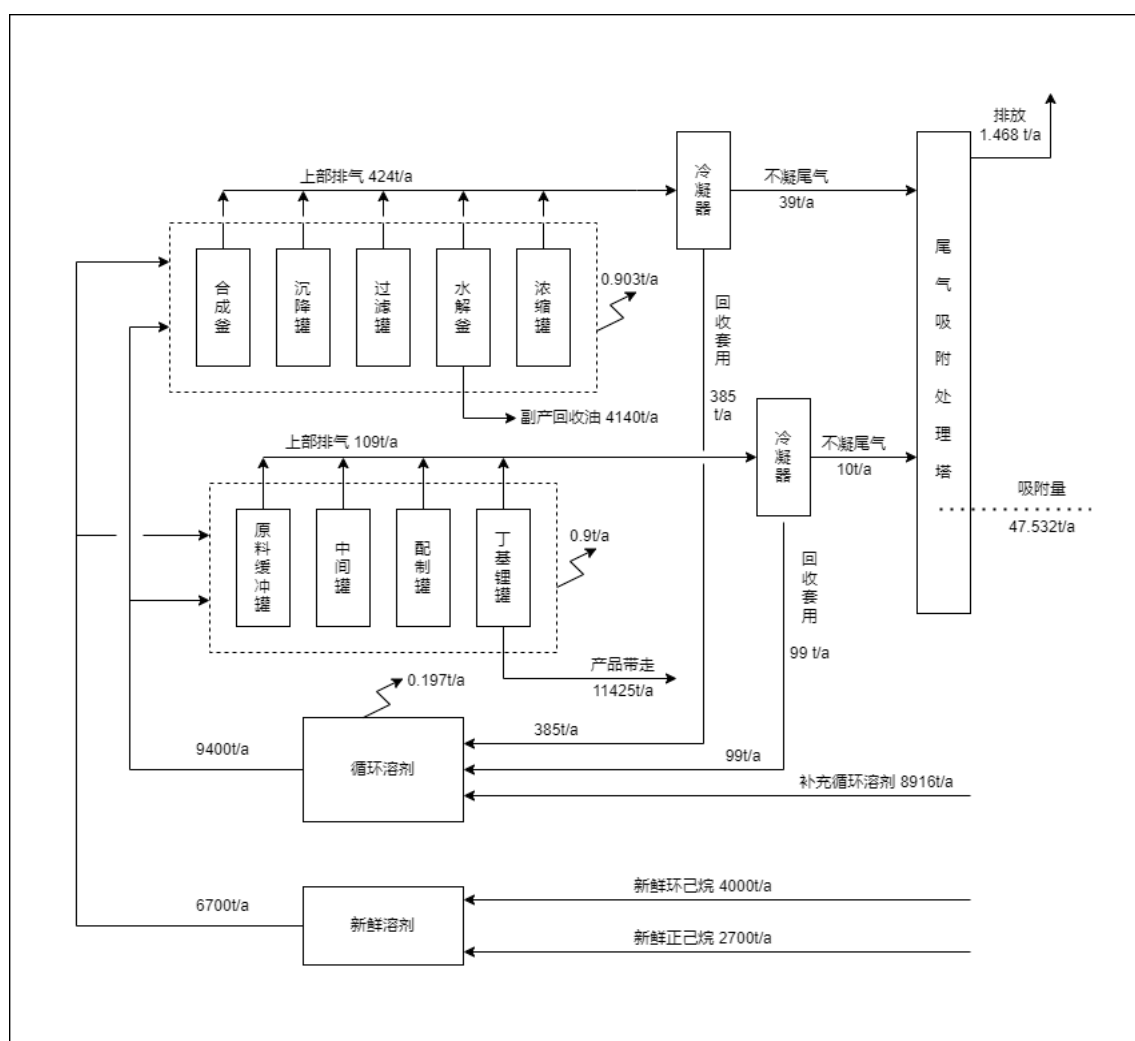 排放
1.468 t/a
上部排气 424t/a
冷凝器
不凝尾气
39t/a
尾气吸附处理塔
合成釜
沉降罐
过滤罐
水解釜
浓缩罐
0.903t/a
回收套用
385
t/a
副产回收油 4140t/a
上部排气 109t/a
冷凝器
不凝尾气
10t/a
吸附量
47.532t/a
原料缓冲罐
中间罐
配制罐
丁基锂罐
0.9t/a
回收套用
99 t/a
产品带走
11425t/a
0.197t/a
9400t/a
循环溶剂
385t/a
99t/a
补充循环溶剂 8916t/a
6700t/a
新鲜溶剂
新鲜环己烷 4000t/a
新鲜正己烷 2700t/a